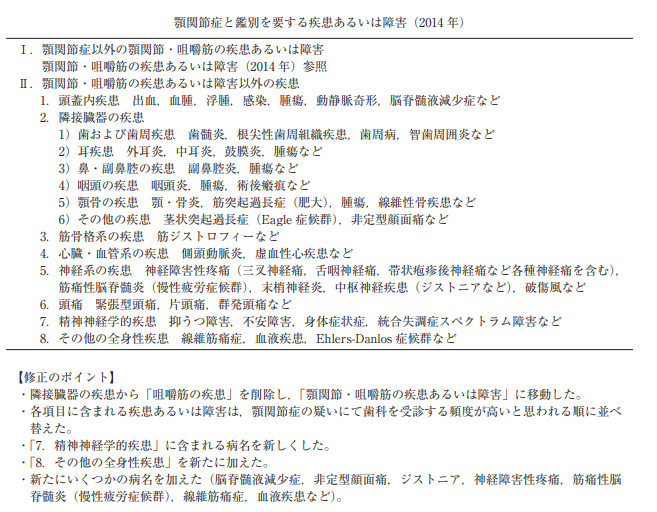 顎関節症と鑑別を要する疾患あるいは障害（2014 年）
Ⅰ．顎関節症以外の顎関節・咀嚼筋の疾患あるいは障害
顎関節・咀嚼筋の疾患あるいは障害（2014 年）参照
Ⅱ．顎関節・咀嚼筋の疾患あるいは障害以外の疾患
1．頭蓋内疾患　出血，血腫，浮腫，感染，腫瘍，動静脈奇形，脳脊髄液減少症など
2．隣接臓器の疾患
1）歯および歯周疾患　歯髄炎，根尖性歯周組織疾患，歯周病，智歯周囲炎など
2）耳疾患　外耳炎，中耳炎，鼓膜炎，腫瘍など
3）鼻・副鼻腔の疾患　副鼻腔炎，腫瘍など
4）咽頭の疾患　咽頭炎，腫瘍，術後瘢痕など
5）顎骨の疾患　顎・骨炎，筋突起過長症（肥大），腫瘍，線維性骨疾患など
6）その他の疾患　茎状突起過長症（Eagle 症候群），非定型顔面痛など
3．筋骨格系の疾患　筋ジストロフィーなど
4．心臓・血管系の疾患　側頭動脈炎，虚血性心疾患など
5．神経系の疾患　神経障害性疼痛（三叉神経痛，舌咽神経痛，帯状疱疹後神経痛など各種神経痛を含む），
筋痛性脳脊髄炎（慢性疲労症候群），末梢神経炎，中枢神経疾患（ジストニアなど），破傷風など
6．頭痛　緊張型頭痛，片頭痛，群発頭痛など
7．精神神経学的疾患　抑うつ障害，不安障害，身体症状症，統合失調症スペクトラム障害など
8．その他の全身性疾患　線維筋痛症，血液疾患，Ehlers-Danlos 症候群など
【修正のポイント】
・隣接臓器の疾患から「咀嚼筋の疾患」を削除し，「顎関節・咀嚼筋の疾患あるいは障害」に移動した。
・各項目に含まれる疾患あるいは障害は，顎関節症の疑いにて歯科を受診する頻度が高いと思われる順に並べ
替えた。
・「7．精神神経学的疾患」に含まれる病名を新しくした。
・「8．その他の全身性疾患」を新たに加えた。
・新たにいくつかの病名を加えた（脳脊髄液減少症，非定型顔面痛，ジストニア，神経障害性疼痛，筋痛性脳
脊髄炎（慢性疲労症候群），線維筋痛症，血液疾患など）。